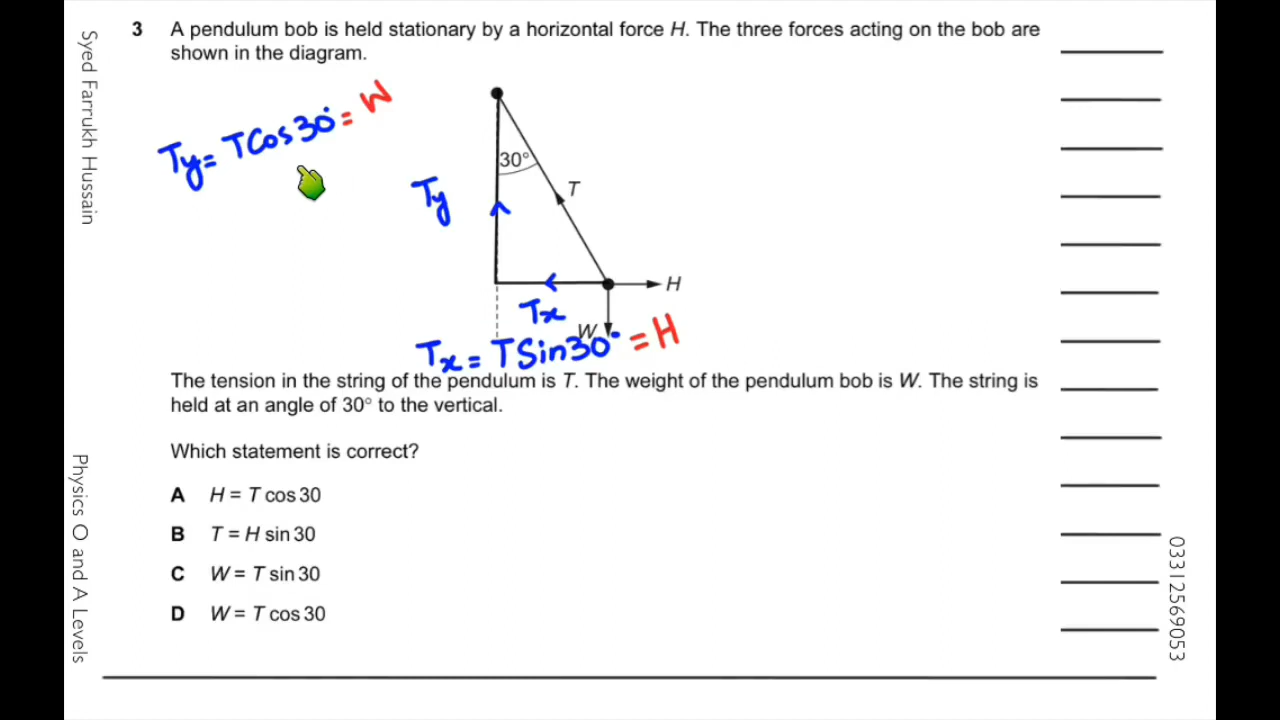 Syed Farrukh Hussain
3 A pendulum bob is held stationary by a horizontal force H. The three forces acting on the bob are
shown in the diagram.
Ty = TCos30° = W
30°
T
Ty
H
Tx
W
Tx = TSin30° = H
The tension in the string of the pendulum is T. The weight of the pendulum bob is W. The string is
held at an angle of 30° to the vertical.
Which statement is correct?
A H = T cos 30
B T = H sin 30
C W = T sin 30
D W = T cos 30
Physics O and A Levels
03312569053